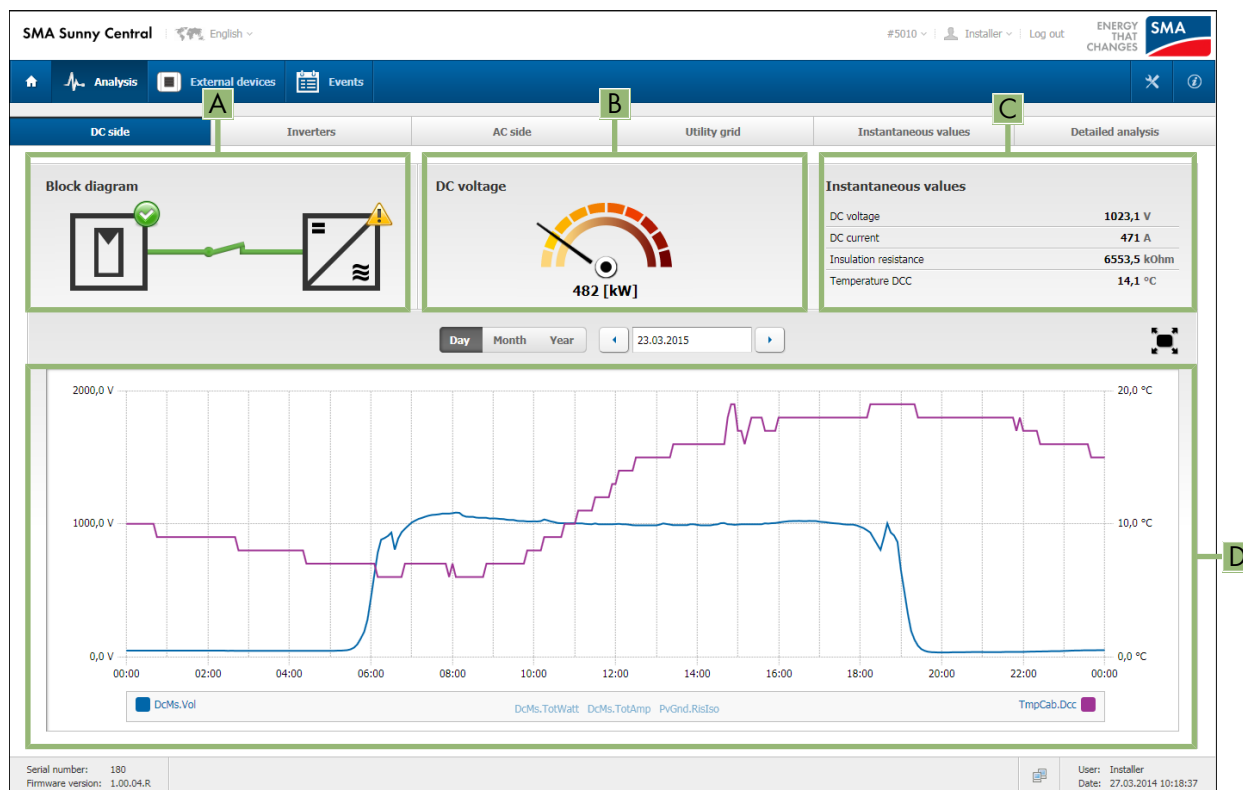 SMA Sunny Central English #5010 Installer Log out ENERGY THAT CHANGES SMA
Analysis External devices Events
A B C
DC side Inverters AC side Utility grid Instantaneous values Detailed analysis
Block diagram
DC voltage
482 [kW]
Instantaneous values
DC voltage 1023,1 V
DC current 471 A
Insulation resistance 6553,5 kOhm
Temperature DCC 14,1 °C
Day Month Year 23.03.2015
2000,0 V 20,0 °C
1000,0 V 10,0 °C
D
0,0 V 0,0 °C
00:00 02:00 04:00 06:00 08:00 10:00 12:00 14:00 16:00 18:00 20:00 22:00 00:00
DcMs.Vol DcMs.TotWatt DcMs.TotAmp PvGnd.RisIso TmpCab.Dcc
Serial number: 180
Firmware version: 1.00.04.R
User: Installer
Date: 27.03.2014 10:18:37